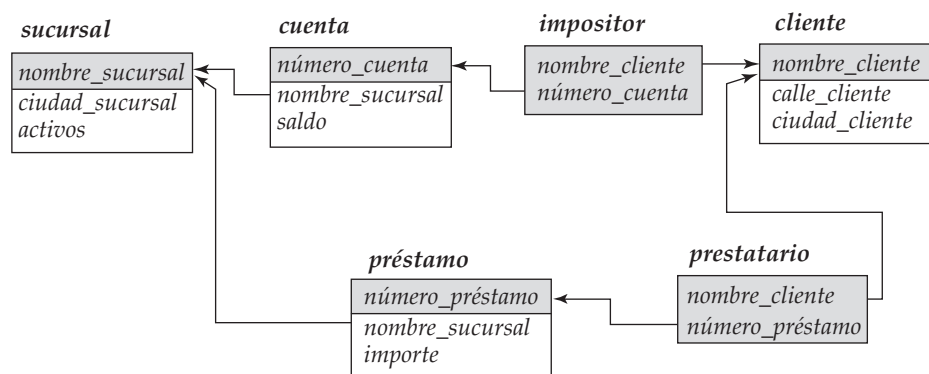 sucursal
nombre_sucursal
ciudad_sucursal
activos
cuenta
número_cuenta
nombre_sucursal
saldo
impositor
nombre_cliente
número_cuenta
cliente
nombre_cliente
calle_cliente
ciudad_cliente
préstamo
número_préstamo
nombre_sucursal
importe
prestatario
nombre_cliente
número_préstamo